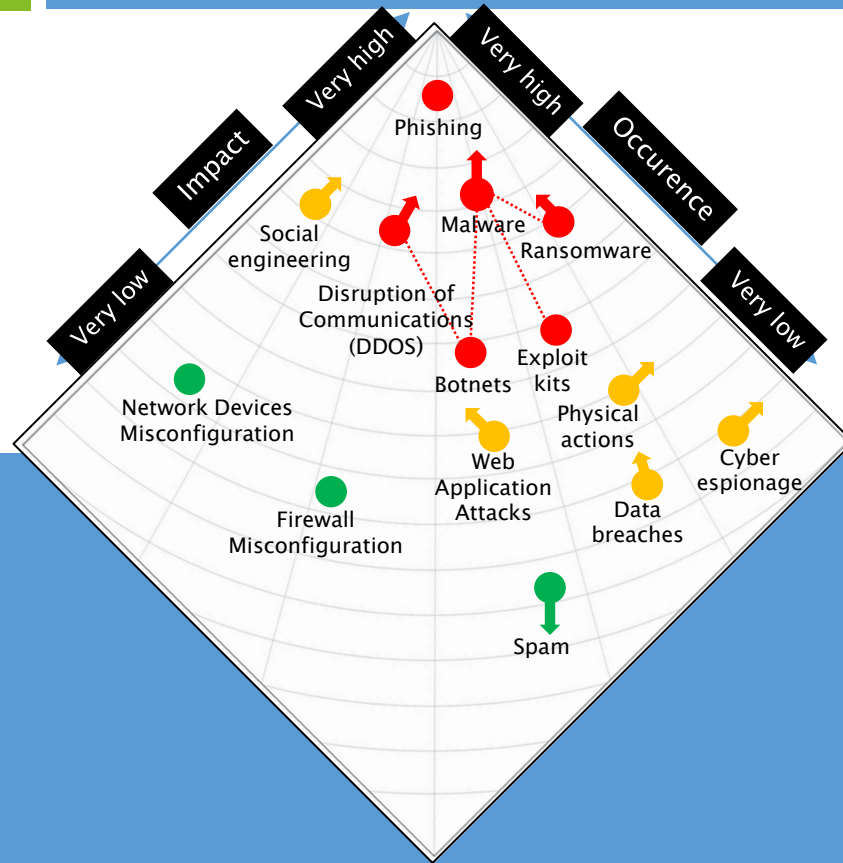 Very high
Impact
Very low
Very high
Occurence
Very low
Phishing
Malware
Ransomware
Social
engineering
Disruption of
Communications
(DDOS)
Botnets
Exploit
kits
Network Devices
Misconfiguration
Physical
actions
Web
Application
Attacks
Cyber
espionage
Data
breaches
Firewall
Misconfiguration
Spam